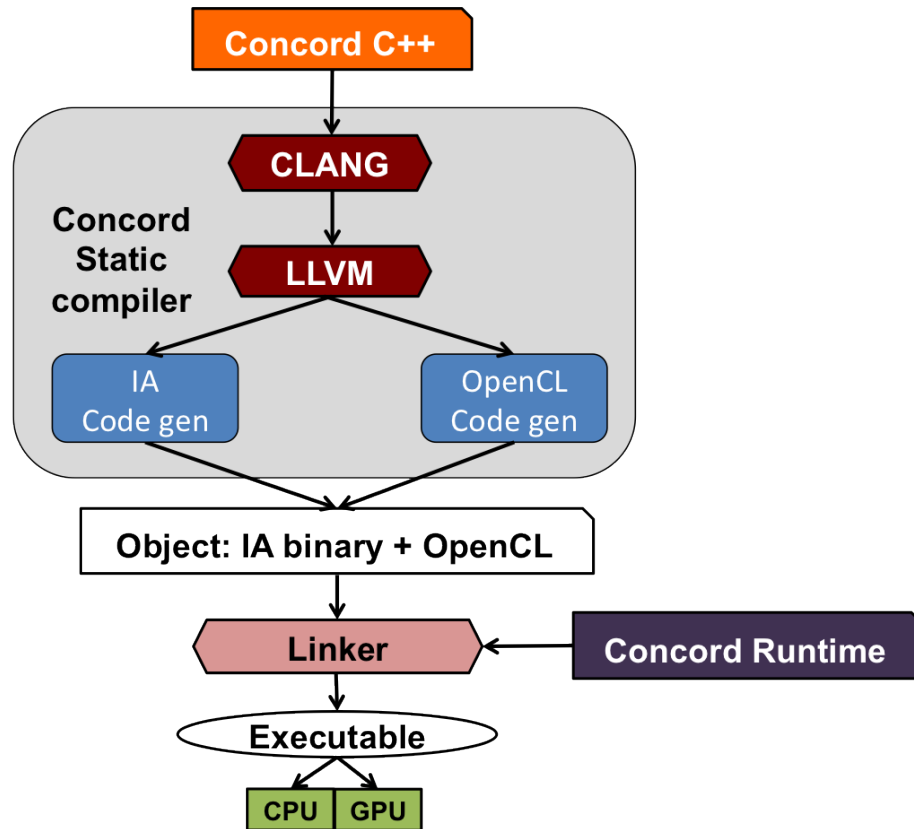 Concord C++
CLANG
Concord
Static
compiler
LLVM
IA
Code gen
OpenCL
Code gen
Object: IA binary + OpenCL
Linker
Concord Runtime
Executable
CPU
GPU